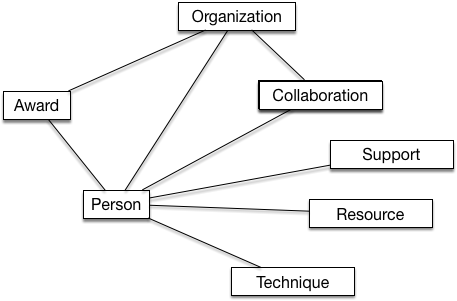 Organization
Collaboration
Award
Support
Person
Resource
Technique